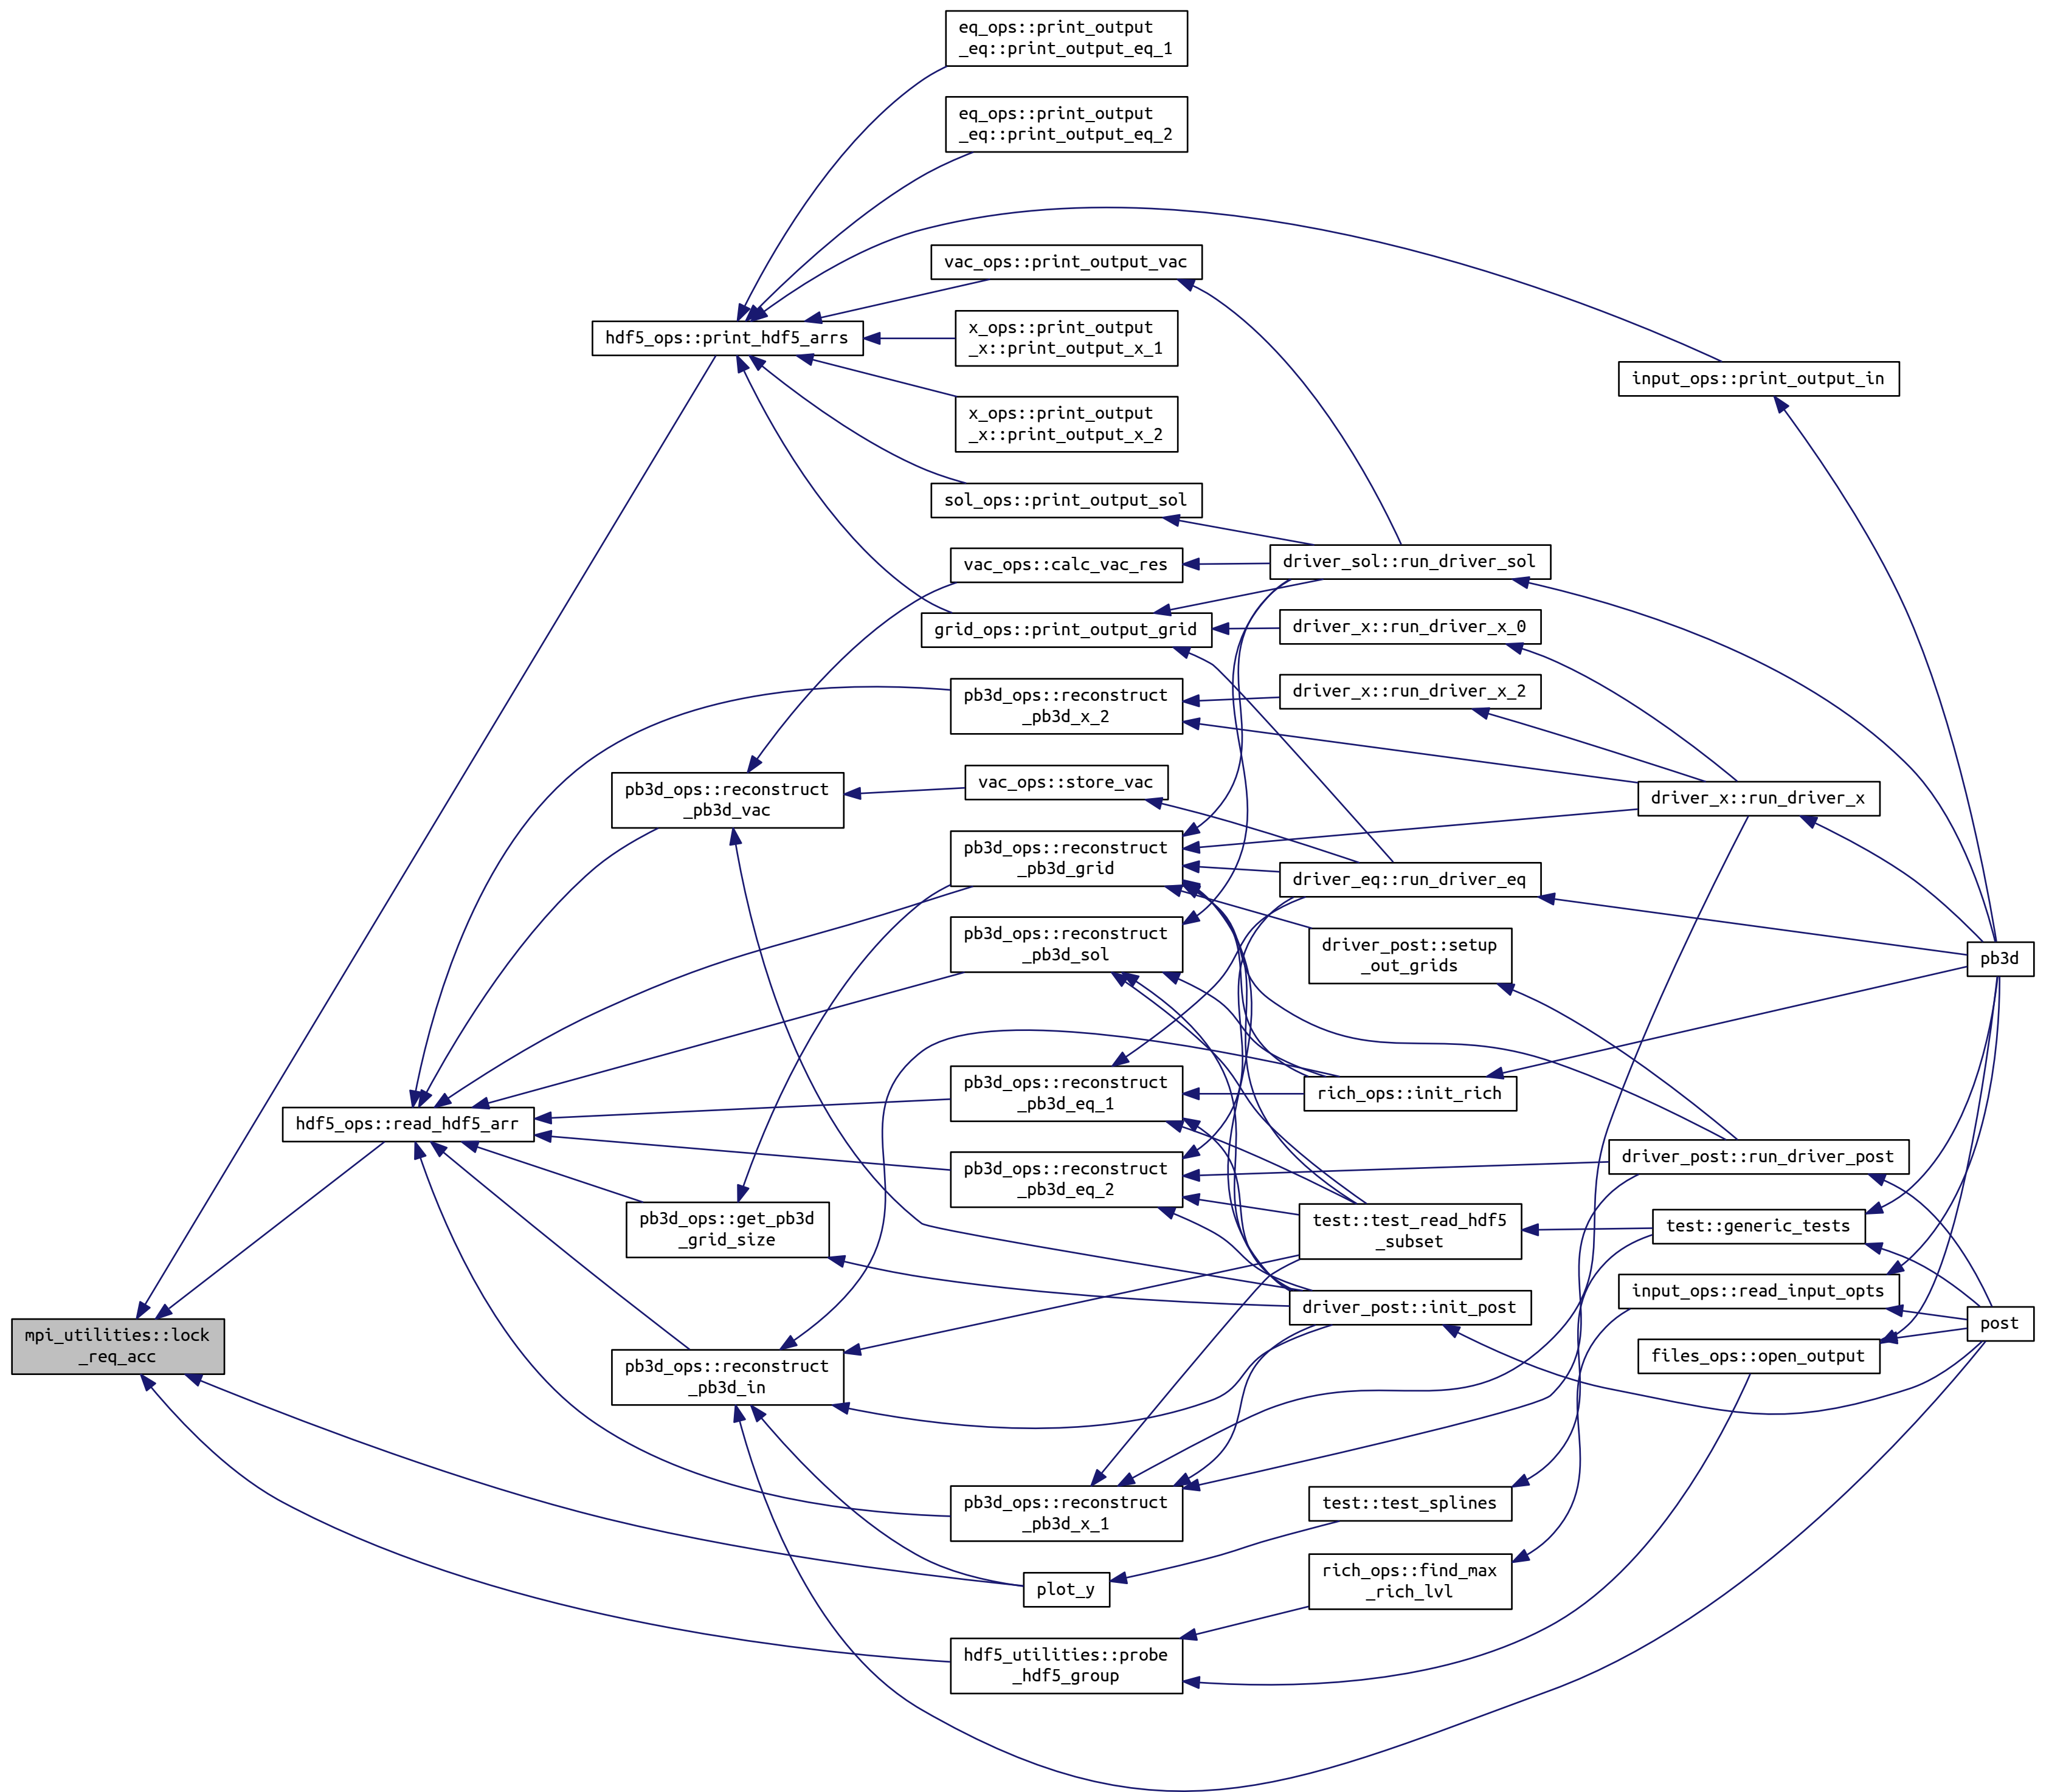 eq_ops::print_output
_eq::print_output_eq_1
eq_ops::print_output
_eq::print_output_eq_2
vac_ops::print_output_vac
hdf5_ops::print_hdf5_arrs
x_ops::print_output
_x::print_output_x_1
input_ops::print_output_in
x_ops::print_output
_x::print_output_x_2
sol_ops::print_output_sol
vac_ops::calc_vac_res
driver_sol::run_driver_sol
grid_ops::print_output_grid
driver_x::run_driver_x_0
pb3d_ops::reconstruct
_pb3d_x_2
driver_x::run_driver_x_2
pb3d_ops::reconstruct
_pb3d_vac
vac_ops::store_vac
driver_x::run_driver_x
pb3d_ops::reconstruct
_pb3d_grid
driver_eq::run_driver_eq
pb3d_ops::reconstruct
_pb3d_sol
driver_post::setup
_out_grids
pb3d
pb3d_ops::reconstruct
_pb3d_eq_1
rich_ops::init_rich
hdf5_ops::read_hdf5_arr
pb3d_ops::reconstruct
_pb3d_eq_2
driver_post::run_driver_post
pb3d_ops::get_pb3d
_grid_size
test::test_read_hdf5
_subset
test::generic_tests
input_ops::read_input_opts
driver_post::init_post
post
mpi_utilities::lock
_req_acc
files_ops::open_output
pb3d_ops::reconstruct
_pb3d_in
pb3d_ops::reconstruct
_pb3d_x_1
test::test_splines
plot_y
rich_ops::find_max
_rich_lvl
hdf5_utilities::probe
_hdf5_group